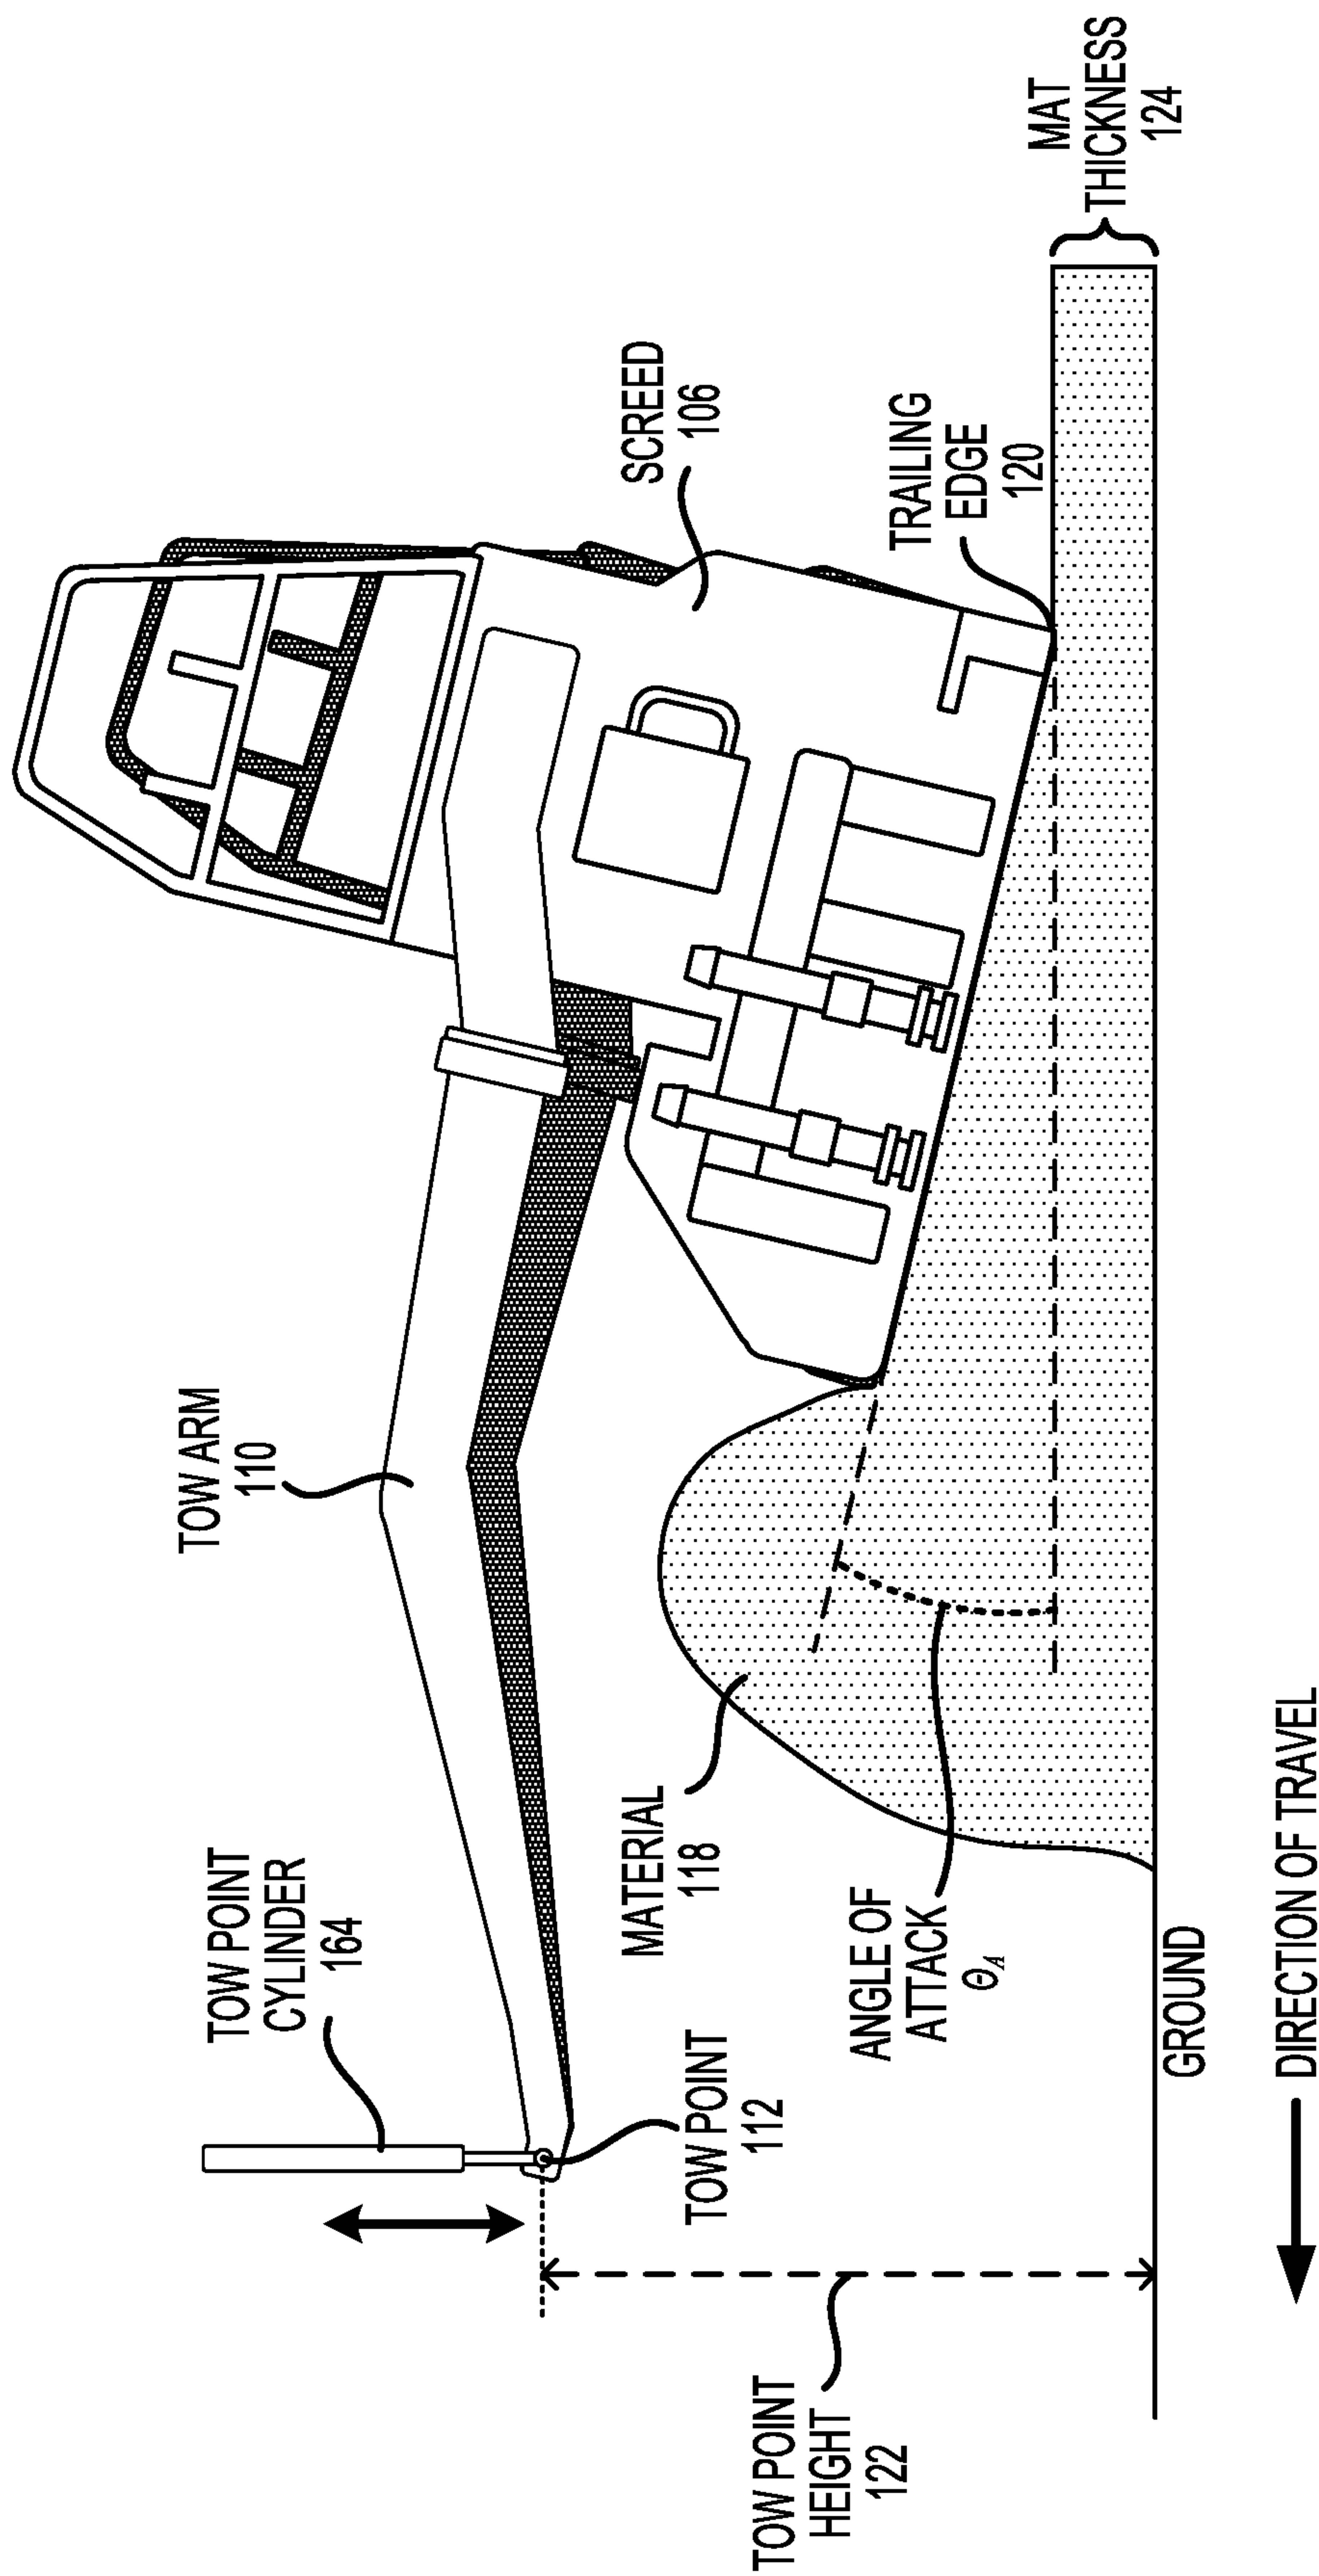 TOW POINT
CYLINDER
164
TOW ARM
110
SCREED
106
MATERIAL
118
TOW POINT
112
TRAILING
EDGE
120
TOW POINT
HEIGHT
122
ANGLE OF
ATTACK
Θ_A
MAT
THICKNESS
124
GROUND
DIRECTION OF TRAVEL